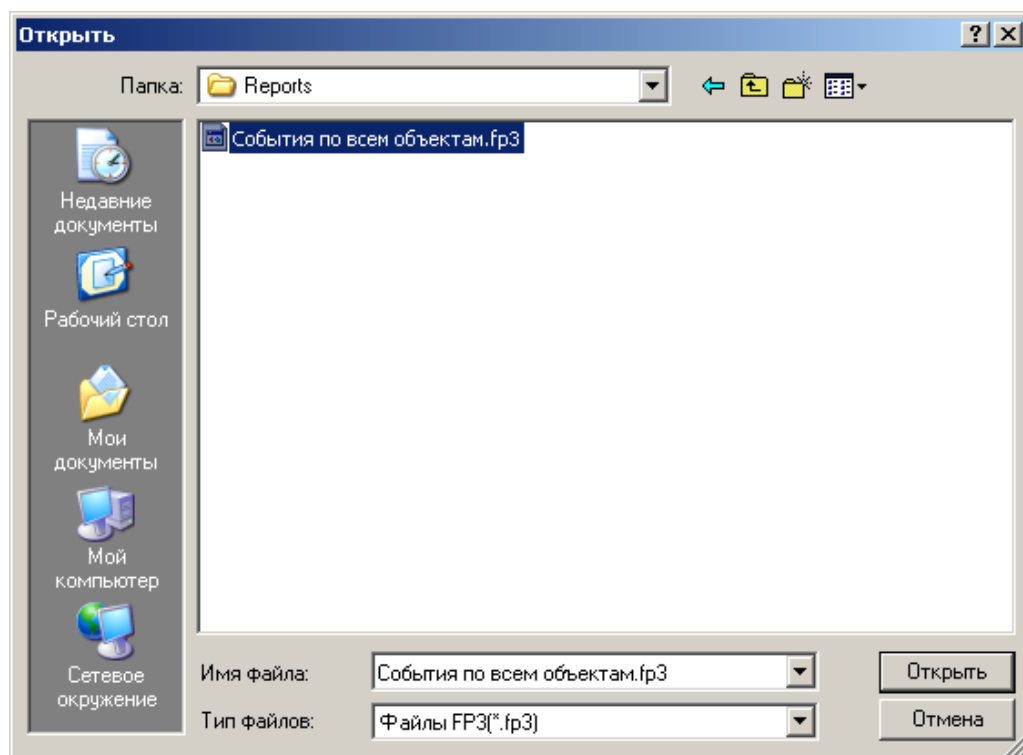 Открыть
Папка: Reports
События по всем объектам.fp3
Недавние
документы
Рабочий стол
Мои
документы
Мой
компьютер
Сетевое
окружение
Имя файла: События по всем объектам.fp3 Открыть
Тип файлов: Файлы FP3(*.fp3) Отмена